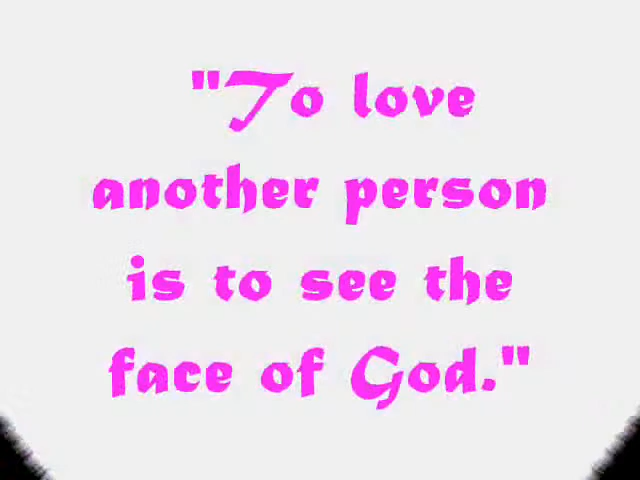 "To love
another person
is to see the
face of God."